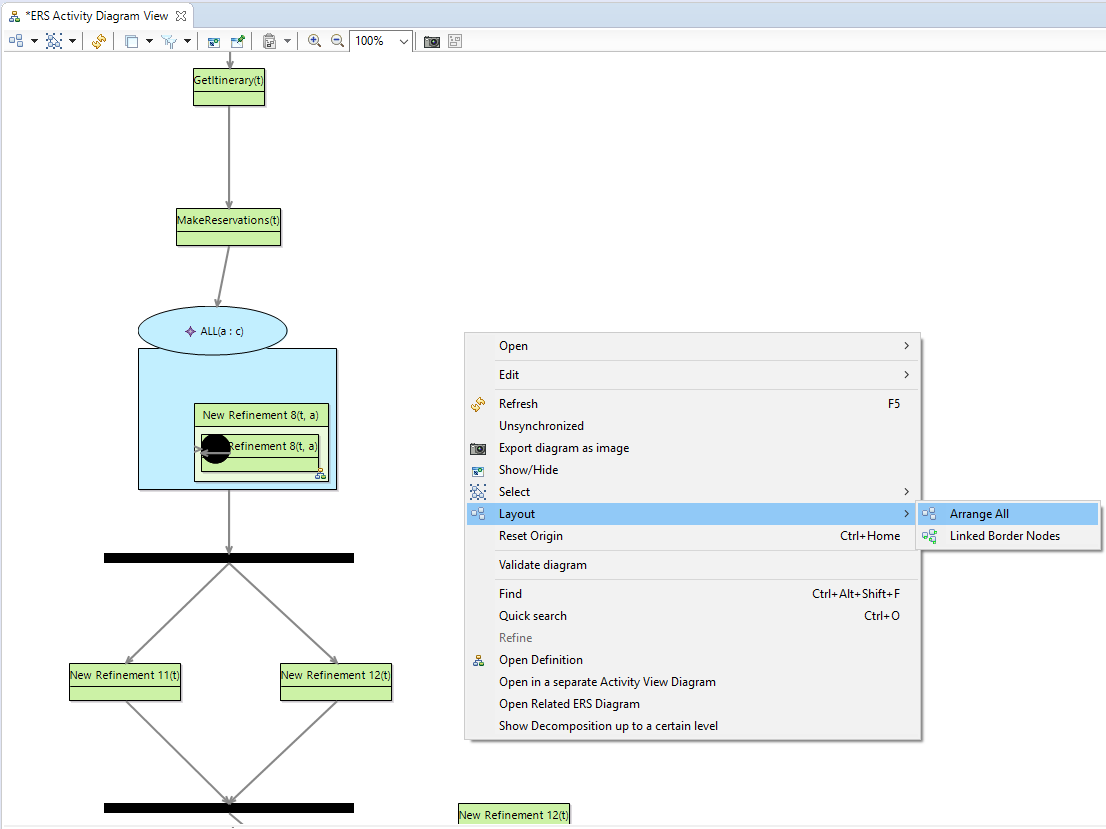 *ERS Activity Diagram View
100%
GetItinerary(t)
MakeReservations(t)
ALL(a : c)
New Refinement 8(t, a)
Refinement 8(t, a)
New Refinement 11(t)
New Refinement 12(t)
New Refinement 12(t)
Open
Edit
Refresh F5
Unsynchronized
Export diagram as image
Show/Hide
Select
Layout
Arrange All
Reset Origin Ctrl+Home
Linked Border Nodes
Validate diagram
Find Ctrl+Alt+Shift+F
Quick search Ctrl+O
Refine
Open Definition
Open in a separate Activity View Diagram
Open Related ERS Diagram
Show Decomposition up to a certain level